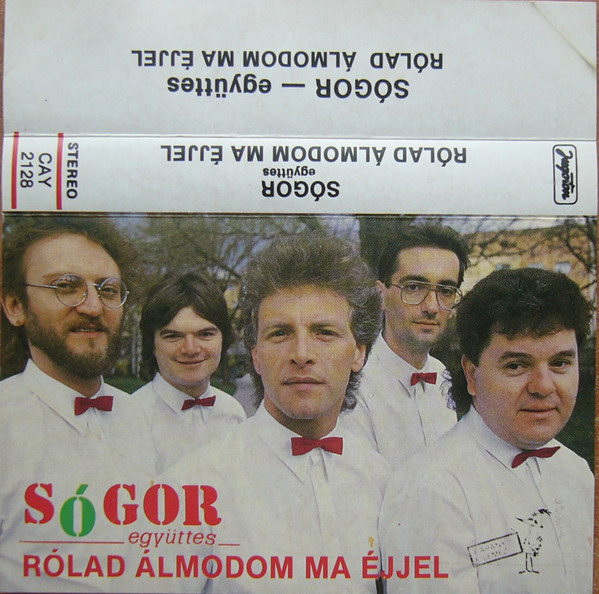 SÓGOR — együttes
RÓLAD ÁLMODOM MA ÉJJEL
SÓGOR
együttes
RÓLAD ÁLMODOM MA ÉJJEL
STEREO
CAY
2128
Jugoton
SÓGOR
együttes
RÓLAD ÁLMODOM MA ÉJJEL